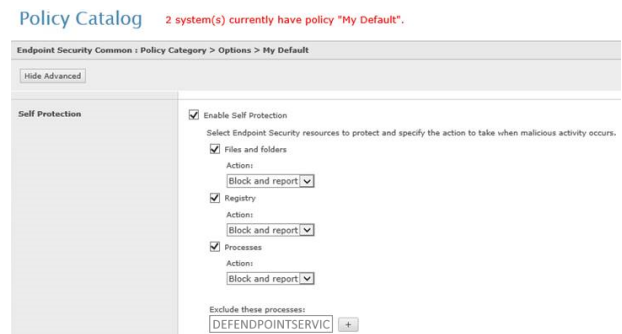 Policy Catalog 2 system(s) currently have policy "My Default".
Endpoint Security Common : Policy Category > Options > My Default
Hide Advanced
Self Protection
Enable Self Protection
Select Endpoint Security resources to protect and specify the action to take when malicious activity occurs.
Files and folders
Action:
Block and report
Registry
Action:
Block and report
Processes
Action:
Block and report
Exclude these processes:
DEFENDPOINTSERVIC +